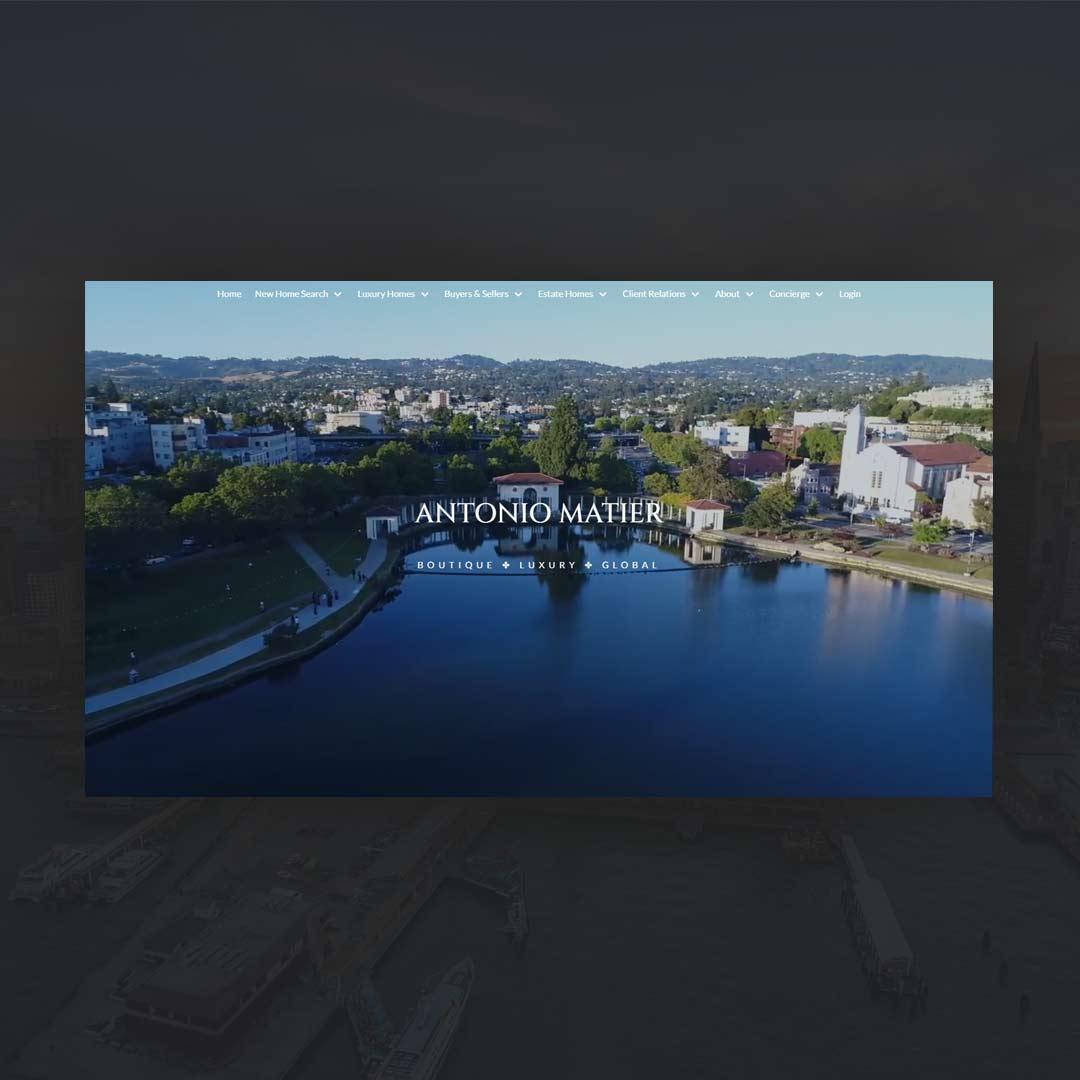 Home New Home Search Luxury Homes Buyers & Sellers Estate Homes Client Relations About Concierge Login
ANTONIO MATIER
BOUTIQUE ✤ LUXURY ✤ GLOBAL